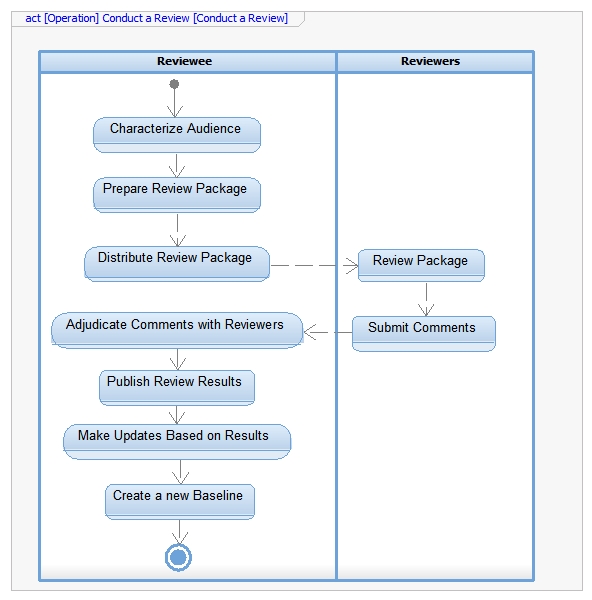 act [Operation] Conduct a Review [Conduct a Review]
Reviewee
Reviewers
Characterize Audience
Prepare Review Package
Distribute Review Package
Review Package
Submit Comments
Adjudicate Comments with Reviewers
Publish Review Results
Make Updates Based on Results
Create a new Baseline